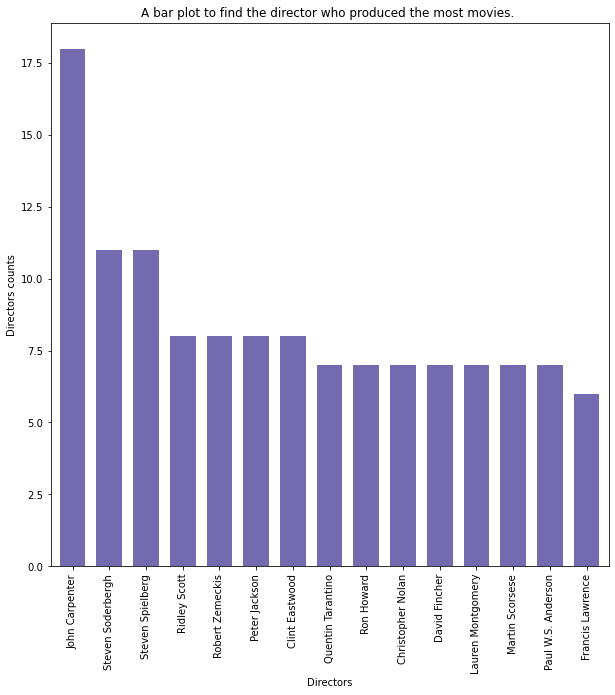 A bar plot to find the director who produced the most movies.
Directors counts
17.5
15.0
12.5
10.0
7.5
5.0
2.5
0.0
John Carpenter
Steven Soderbergh
Steven Spielberg
Ridley Scott
Robert Zemeckis
Peter Jackson
Clint Eastwood
Quentin Tarantino
Ron Howard
Christopher Nolan
David Fincher
Lauren Montgomery
Martin Scorsese
Paul W.S. Anderson
Francis Lawrence
Directors